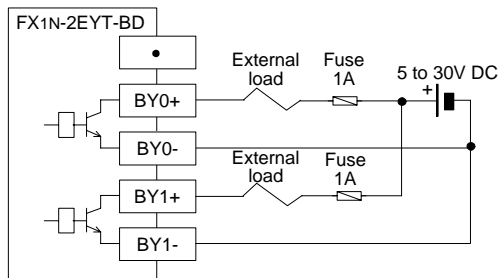 FX1N-2EYT-BD
External load
Fuse 1A
5 to 30V DC
+
BY0+
BY0-
External load
Fuse 1A
BY1+
BY1-